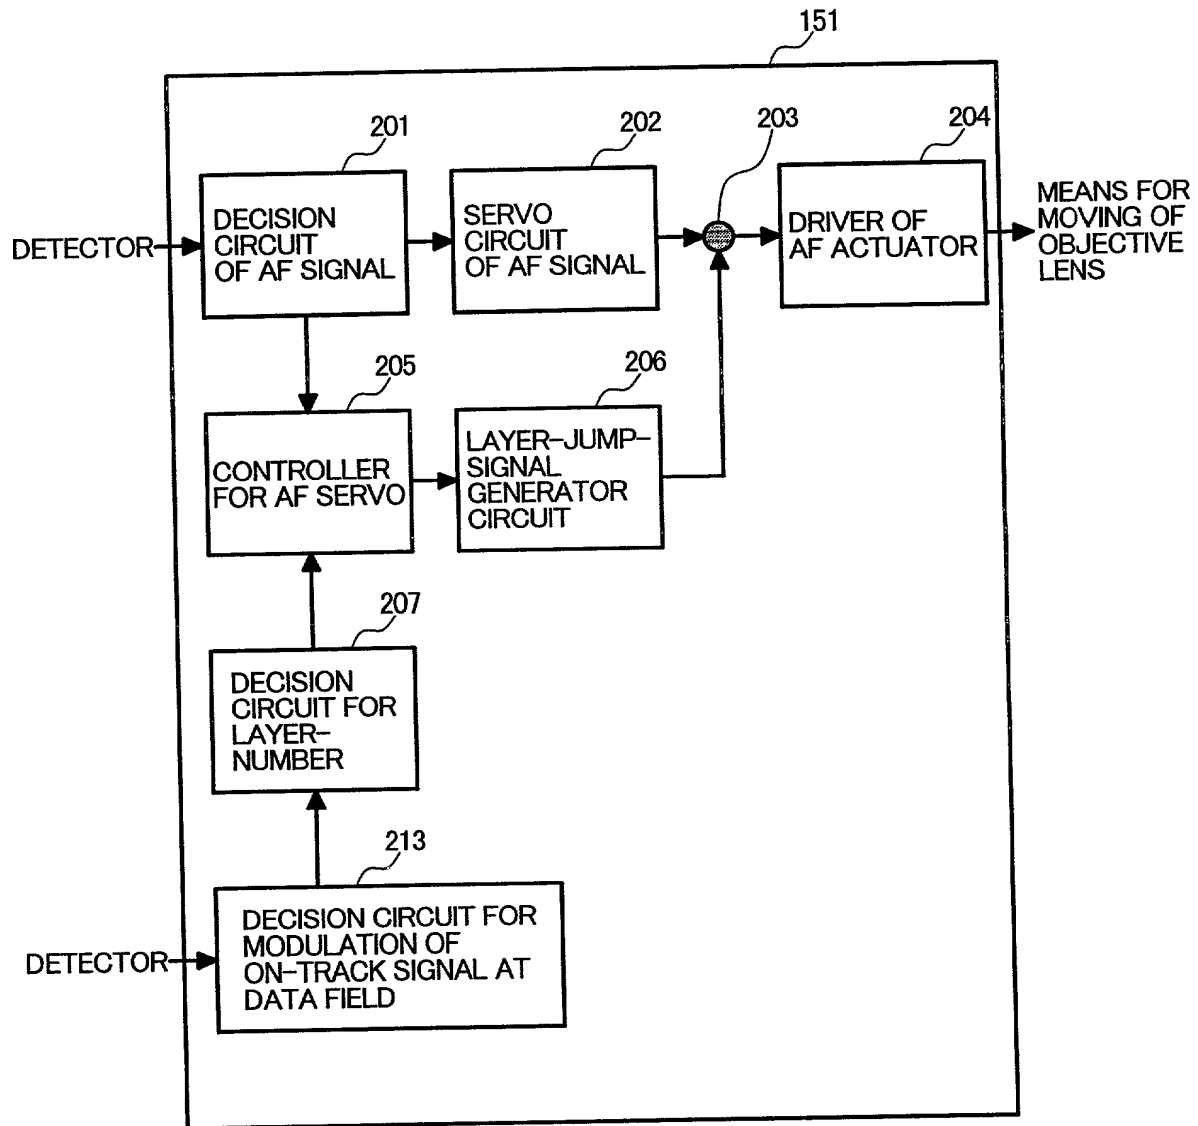 151
201
202
203
204
DETECTOR
DECISION
CIRCUIT
OF AF SIGNAL
SERVO
CIRCUIT
OF AF SIGNAL
DRIVER OF
AF ACTUATOR
MEANS FOR
MOVING OF
OBJECTIVE
LENS
205
206
CONTROLLER
FOR AF SERVO
LAYER-JUMP-
SIGNAL
GENERATOR
CIRCUIT
207
DECISION
CIRCUIT FOR
LAYER-
NUMBER
213
DETECTOR
DECISION CIRCUIT FOR
MODULATION OF
ON-TRACK SIGNAL AT
DATA FIELD